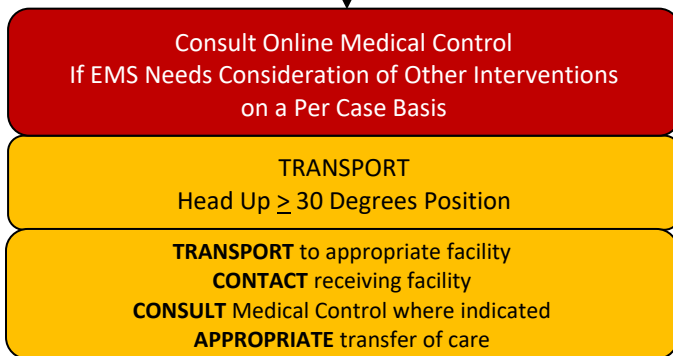 Consult Online Medical Control
If EMS Needs Consideration of Other Interventions
on a Per Case Basis
TRANSPORT
Head Up ≥ 30 Degrees Position
TRANSPORT to appropriate facility
CONTACT receiving facility
CONSULT Medical Control where indicated
APPROPRIATE transfer of care